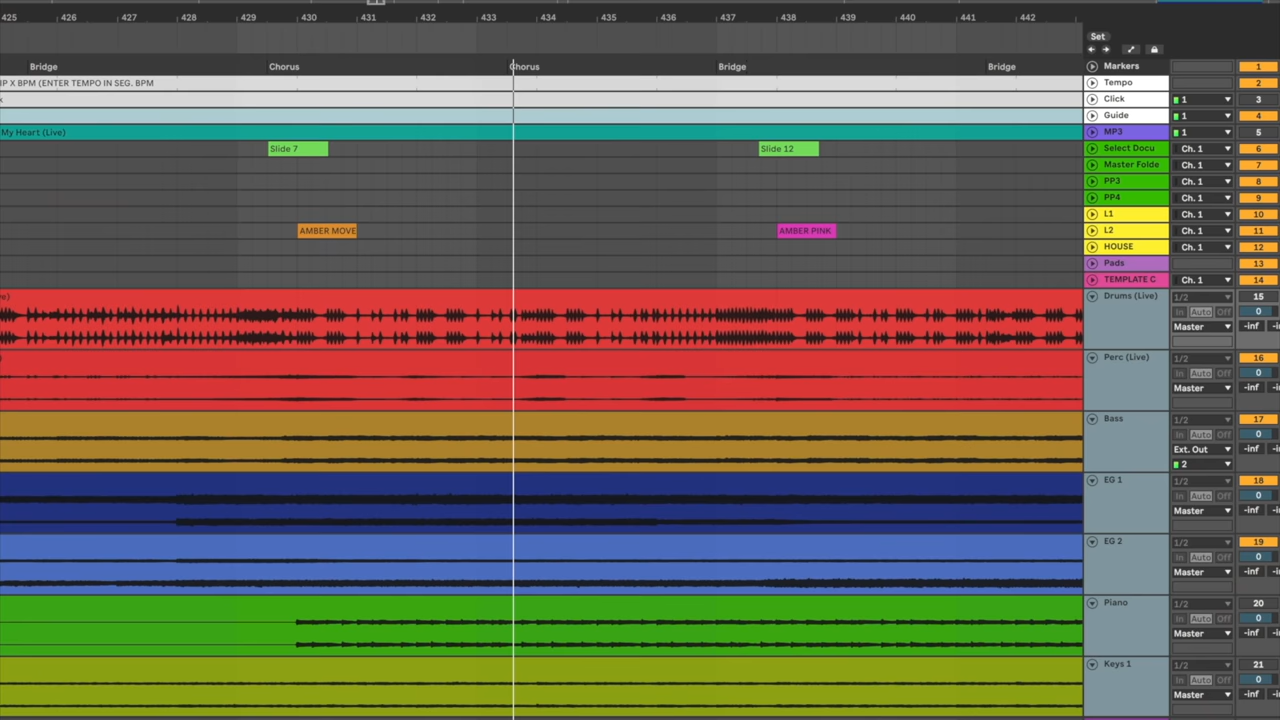 425 426 427 428 429 430 431 432 433 434 435 436 437 438 439 440 441 442
Set
Bridge Chorus Chorus Bridge Bridge Markers 1
IP X BPM (ENTER TEMPO IN SEG. BPM Tempo 2
Click 1 3
Guide 1 4
My Heart (Live) MP3 1 5
Slide 7 Slide 12 Select Docu Ch. 1 6
Master Folde Ch. 1 7
PP3 Ch. 1 8
PP4 Ch. 1 9
L1 Ch. 1 10
AMBER MOVE AMBER PINK L2 Ch. 1 11
HOUSE Ch. 1 12
Pads 13
TEMPLATE C Ch. 1 14
Drums (Live) 1/2 15
In Auto Off 0
Master -inf
Perc (Live) 1/2 16
In Auto Off 0
Master -inf
Bass 1/2 17
In Auto Off 0
Ext. Out -inf
2
EG 1 1/2 18
In Auto Off 0
Master -inf
EG 2 1/2 19
In Auto Off 0
Master -inf
Piano 1/2 20
In Auto Off 0
Master -inf
Keys 1 1/2 21
In Auto Off 0
Master -inf